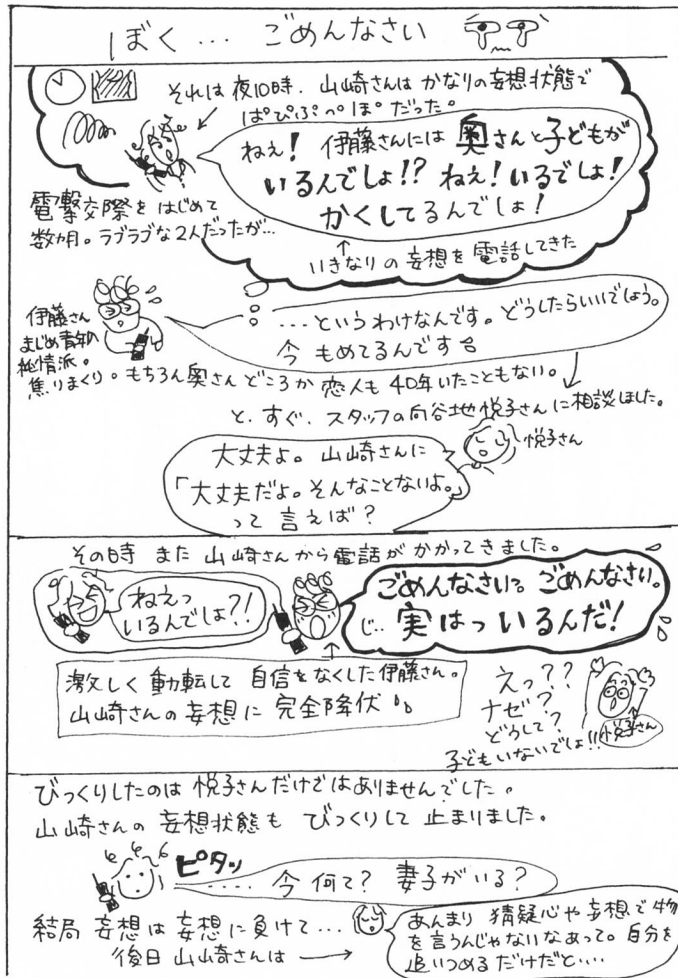 ぼく… ごめんなさい
それは夜10時. 山崎さんは かなりの妄想状態で
ぱぴぷっぺぽだった。
ねえ! 伊藤さんには 奥さんと子どもが
いるんでしょ!? ねえ!いるでしょ!
かくしてるんでしょ!
電撃交際をはじめて
数ヵ月。ラブラブな2人だったが…
↑
いきなりの妄想を電話してきた
伊藤さん
まじめ青年の
純情派。
焦りまくり。もちろん奥さんどころか恋人も40年いたこともない。
…というわけなんです。どうしたらいいでしょう。
今 もめてるんです
と、すぐ、スタッフの向谷地悦子さんに相談しました。
悦子さん
大丈夫よ。山崎さんに
「大丈夫だよ。そんなことないよ。
って 言えば?
その時 また 山崎さんから電話がかかってきました。
ねえっ
いるんでしょ?!
ごめんなさい。ごめんなさい。
じ… 実はっ いるんだ!
激しく動転して 自信をなくした伊藤さん。
山崎さんの妄想に 完全降伏
えっ??
ナゼ?
どうして?
子どもいないでしょ!!
悦子さん
びっくりしたのは 悦子さんだけではありませんでした。
山崎さんの 妄想状態も びっくりして 止まりました。
ピタッ
…… 今 何て? 妻子がいる?
結局 妄想は妄想に負けて…
後日 山崎さんは →
あんまり 猜疑心や妄想で物
を言うんじゃないなあって。自分を
追いつめるだけだと‥‥